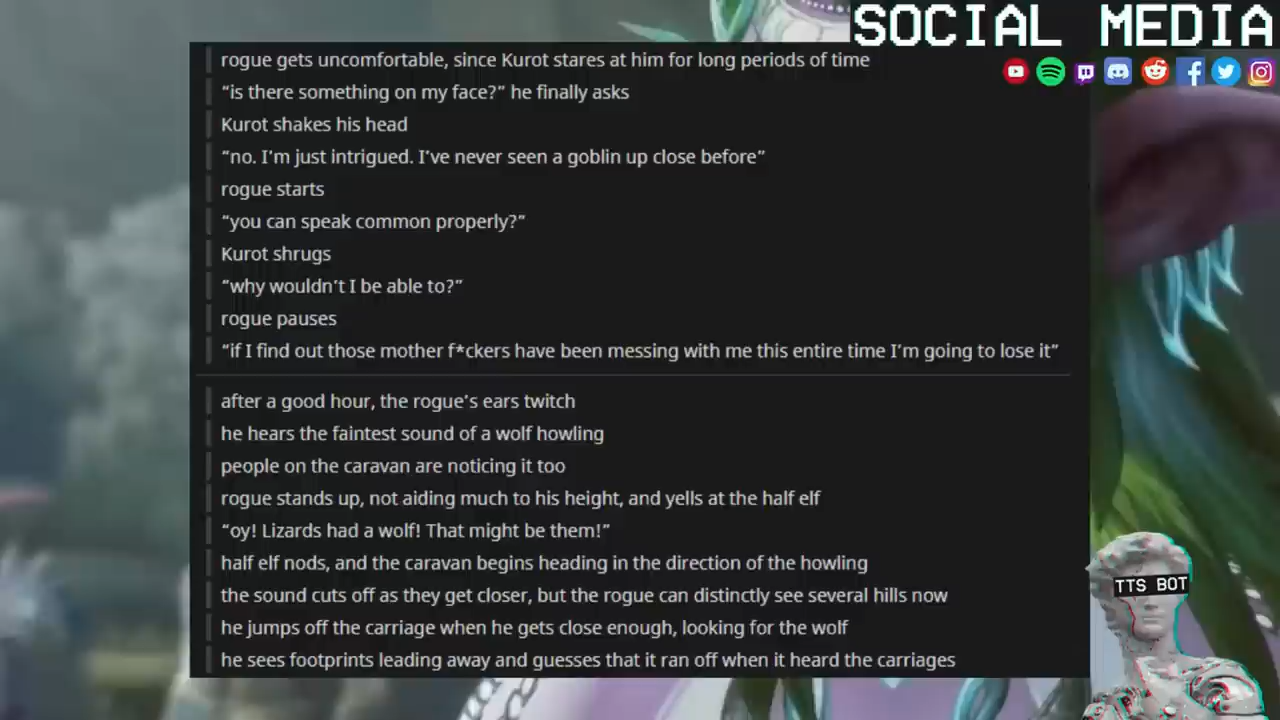 SOCIAL MEDIA
rogue gets uncomfortable, since Kurot stares at him for long periods of time
“is there something on my face?” he finally asks
Kurot shakes his head
“no. I’m just intrigued. I’ve never seen a goblin up close before”
rogue starts
“you can speak common properly?”
Kurot shrugs
“why wouldn’t I be able to?”
rogue pauses
“if I find out those mother f*ckers have been messing with me this entire time I’m going to lose it”
after a good hour, the rogue’s ears twitch
he hears the faintest sound of a wolf howling
people on the caravan are noticing it too
rogue stands up, not aiding much to his height, and yells at the half elf
“oy! Lizards had a wolf! That might be them!”
half elf nods, and the caravan begins heading in the direction of the howling
the sound cuts off as they get closer, but the rogue can distinctly see several hills now
he jumps off the carriage when he gets close enough, looking for the wolf
he sees footprints leading away and guesses that it ran off when it heard the carriages
TTS BOT